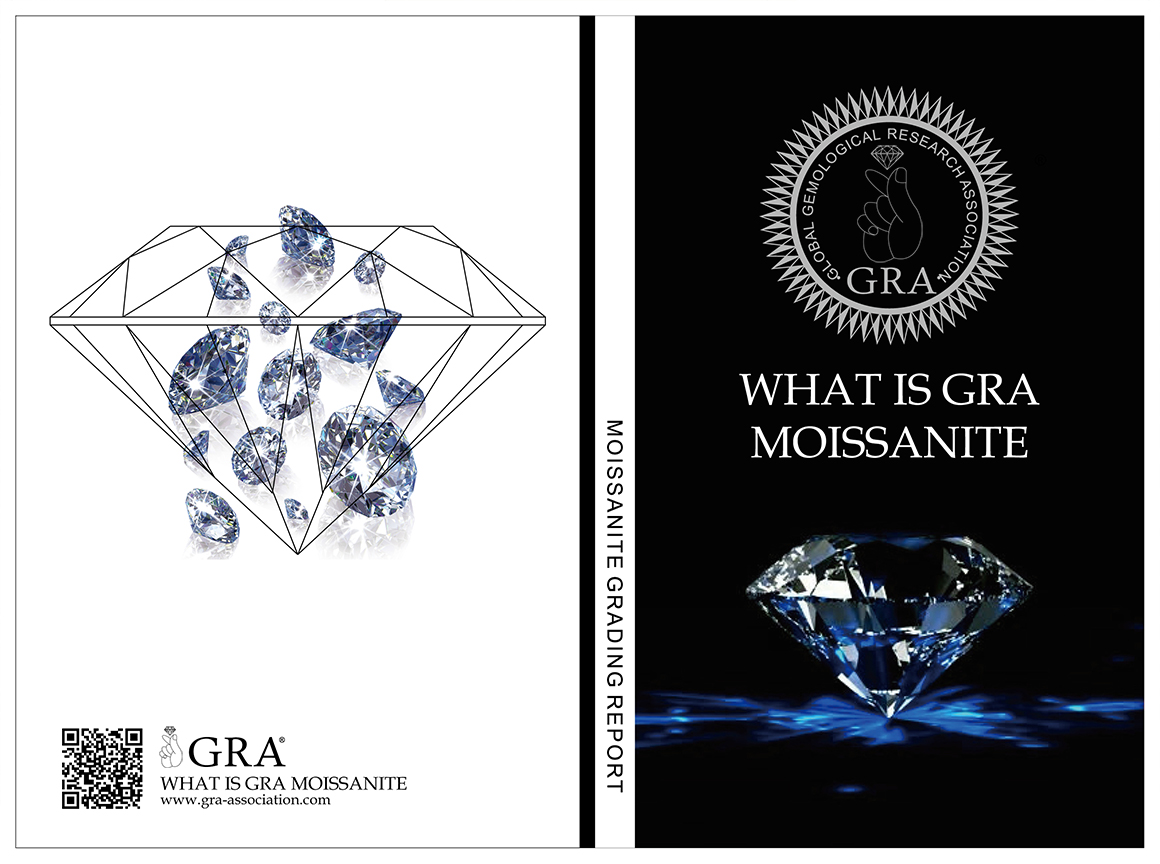 GRA®
WHAT IS GRA MOISSANITE
www.gra-association.com
MOISSANITE GRADING REPORT
GLOBAL GEMOLOGICAL RESEARCH ASSOCIATION
GRA
WHAT IS GRA
MOISSANITE